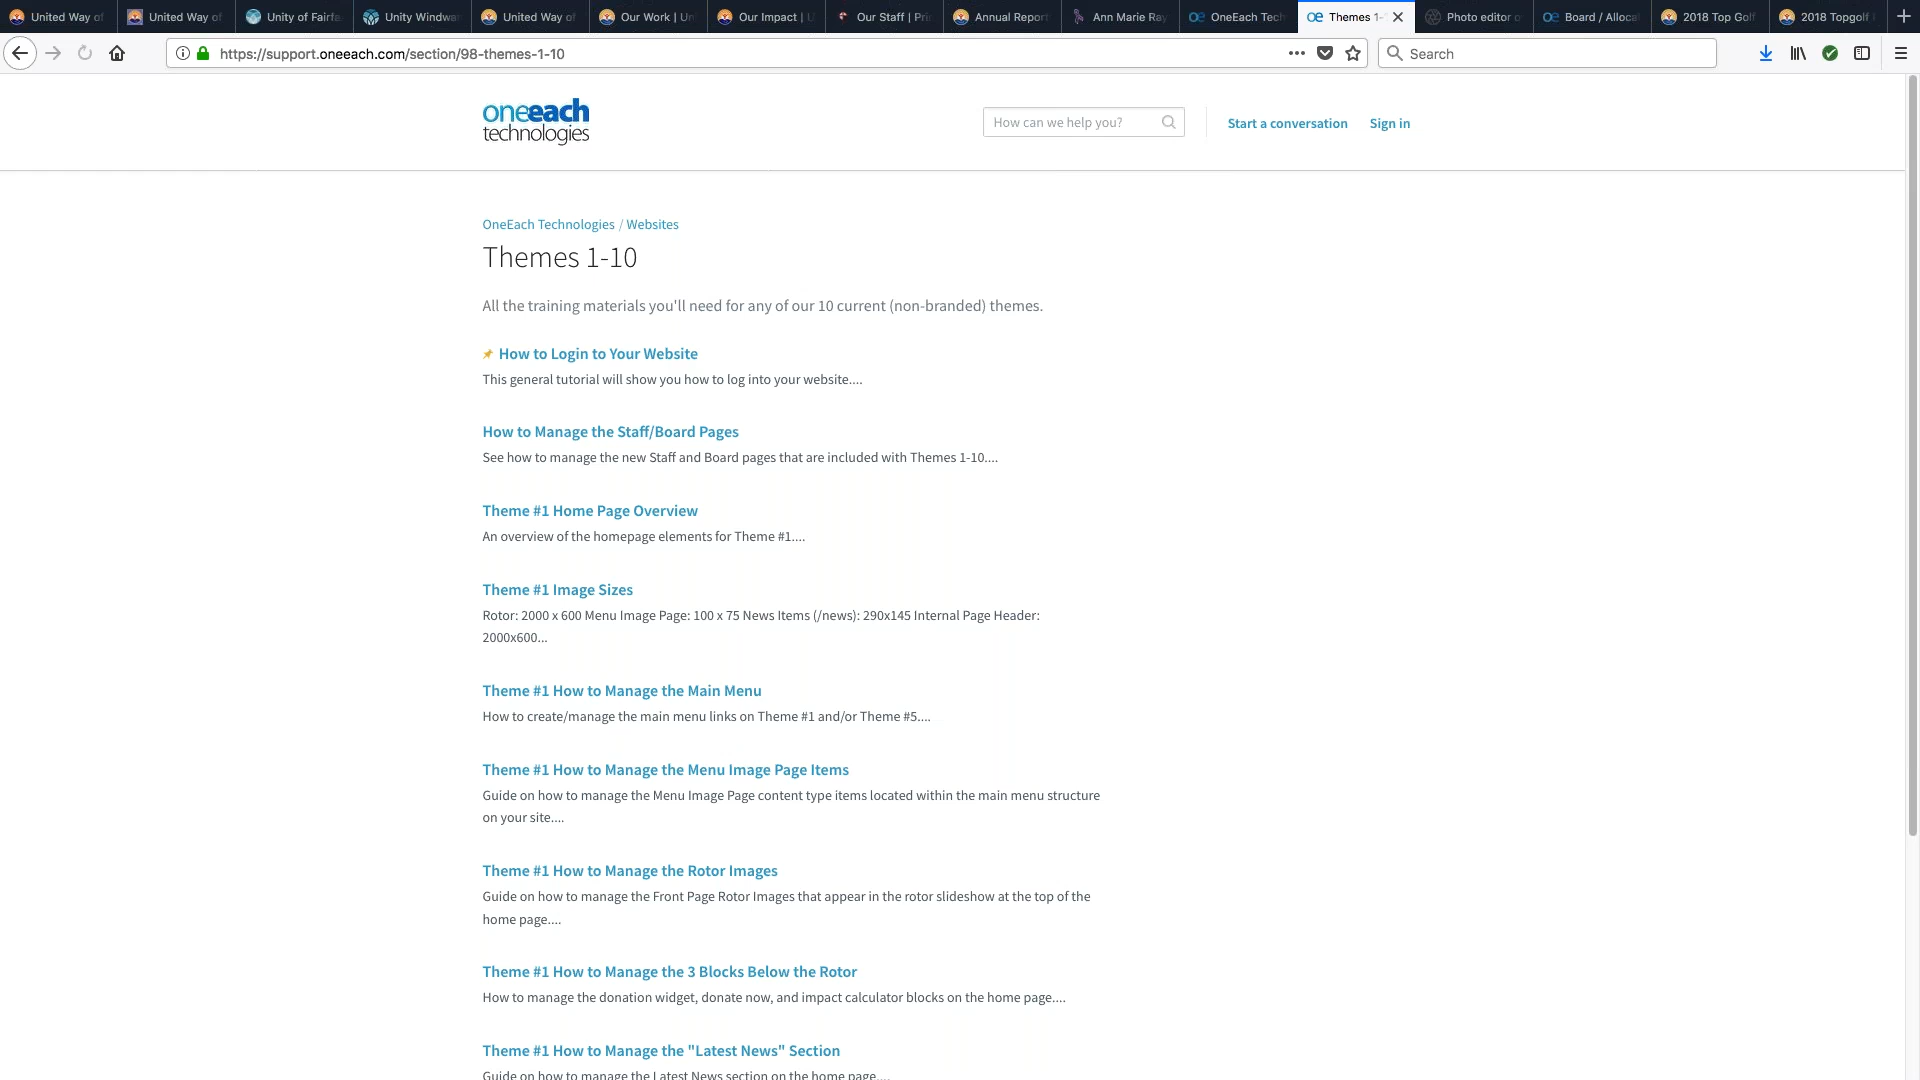 United Way of
United Way of
Unity of Fairfa
Unity Windwar
United Way of
Our Work | Un
Our Impact | U
Our Staff | Pri
Annual Report
Ann Marie Ray
OneEach Tech
Themes 1-
Photo editor o
Board / Alloca
2018 Top Golf
2018 Topgolf
https://support.oneeach.com/section/98-themes-1-10
Search
oneeach
technologies
How can we help you?
Start a conversation
Sign in
OneEach Technologies / Websites
Themes 1-10
All the training materials you'll need for any of our 10 current (non-branded) themes.
How to Login to Your Website
This general tutorial will show you how to log into your website....
How to Manage the Staff/Board Pages
See how to manage the new Staff and Board pages that are included with Themes 1-10....
Theme #1 Home Page Overview
An overview of the homepage elements for Theme #1....
Theme #1 Image Sizes
Rotor: 2000 x 600 Menu Image Page: 100 x 75 News Items (/news): 290x145 Internal Page Header:
2000x600...
Theme #1 How to Manage the Main Menu
How to create/manage the main menu links on Theme #1 and/or Theme #5....
Theme #1 How to Manage the Menu Image Page Items
Guide on how to manage the Menu Image Page content type items located within the main menu structure
on your site....
Theme #1 How to Manage the Rotor Images
Guide on how to manage the Front Page Rotor Images that appear in the rotor slideshow at the top of the
home page....
Theme #1 How to Manage the 3 Blocks Below the Rotor
How to manage the donation widget, donate now, and impact calculator blocks on the home page....
Theme #1 How to Manage the "Latest News" Section
Guide on how to manage the Latest News section on the home page....